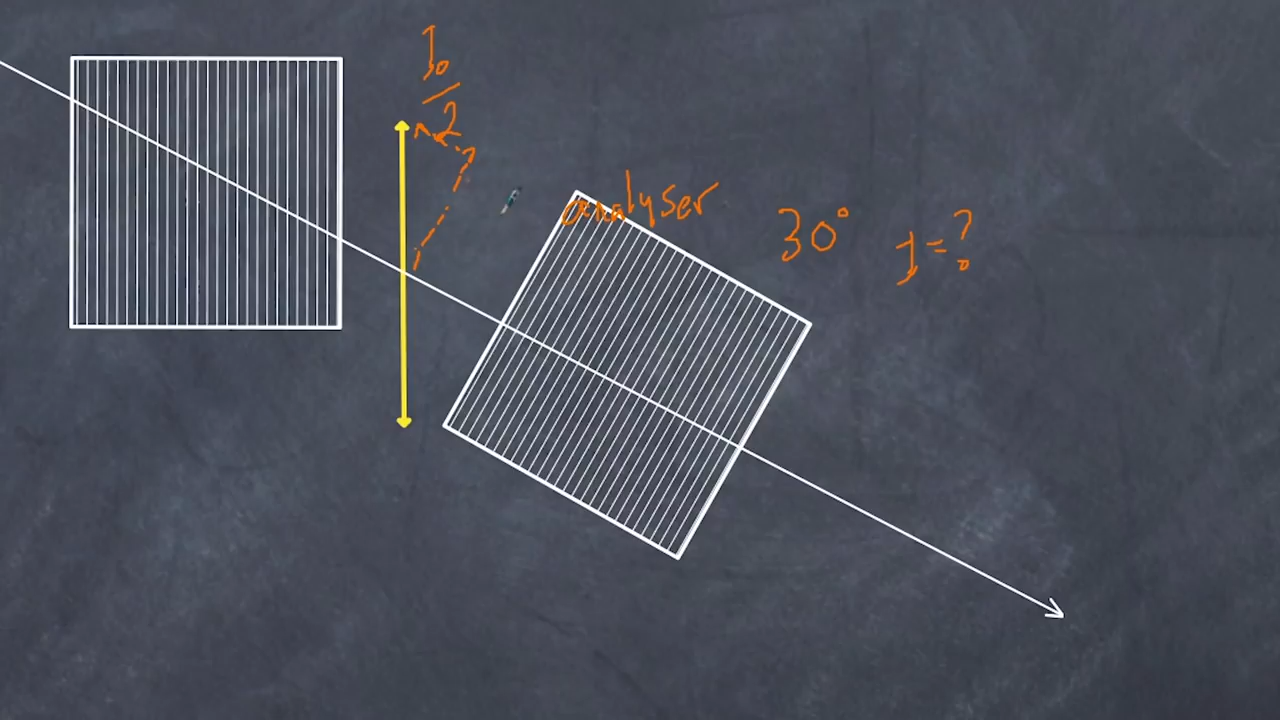 I₀
2
analyser
30°
I = ?